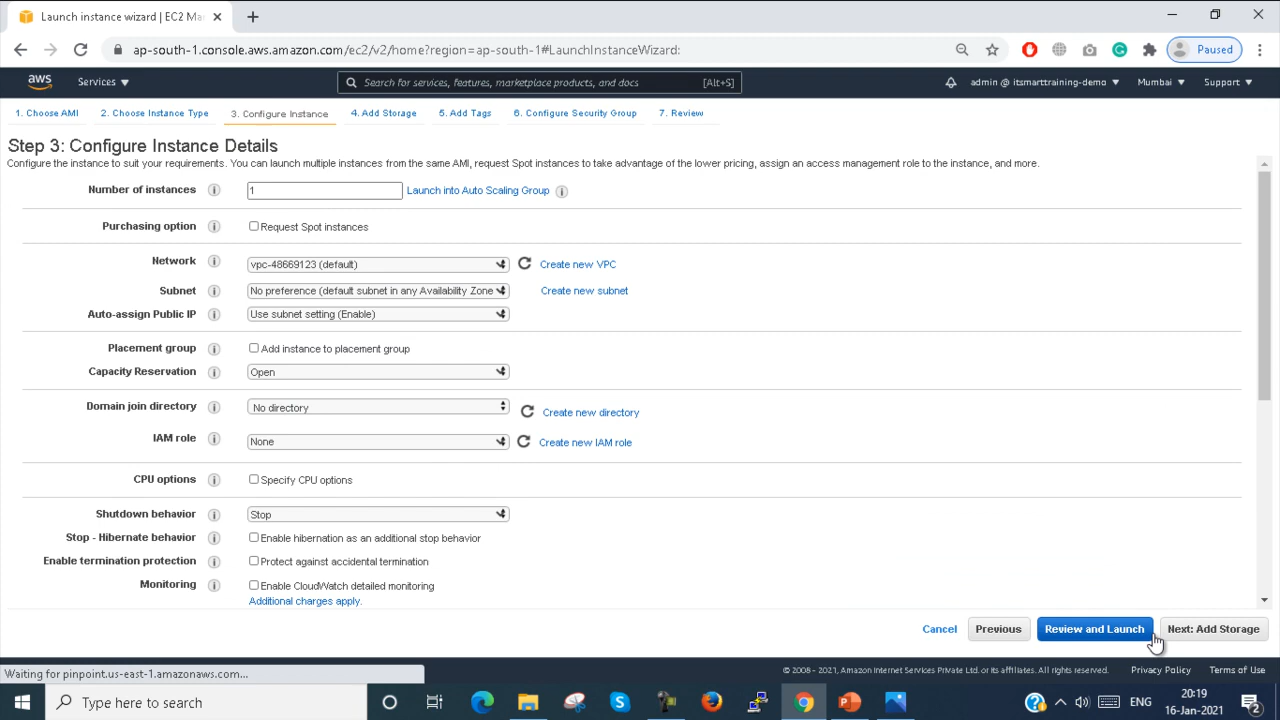 Launch instance wizard | EC2 Ma
ap-south-1.console.aws.amazon.com/ec2/v2/home?region=ap-south-1#LaunchInstanceWizard:
Paused
aws Services Search for services, features, marketplace products, and docs [Alt+S] admin @ itsmarttraining-demo Mumbai Support
1. Choose AMI 2. Choose Instance Type 3. Configure Instance 4. Add Storage 5. Add Tags 6. Configure Security Group 7. Review
Step 3: Configure Instance Details
Configure the instance to suit your requirements. You can launch multiple instances from the same AMI, request Spot instances to take advantage of the lower pricing, assign an access management role to the instance, and more.
Number of instances 1 Launch into Auto Scaling Group
Purchasing option Request Spot instances
Network vpc-48669123 (default) Create new VPC
Subnet No preference (default subnet in any Availability Zone Create new subnet
Auto-assign Public IP Use subnet setting (Enable)
Placement group Add instance to placement group
Capacity Reservation Open
Domain join directory No directory Create new directory
IAM role None Create new IAM role
CPU options Specify CPU options
Shutdown behavior Stop
Stop - Hibernate behavior Enable hibernation as an additional stop behavior
Enable termination protection Protect against accidental termination
Monitoring Enable CloudWatch detailed monitoring
Additional charges apply.
Cancel Previous Review and Launch Next: Add Storage
Waiting for pinpoint.us-east-1.amazonaws.com...
© 2008 - 2021, Amazon Internet Services Private Ltd. or its affiliates. All rights reserved. Privacy Policy Terms of Use
Type here to search
ENG
20:19
16-Jan-2021
2